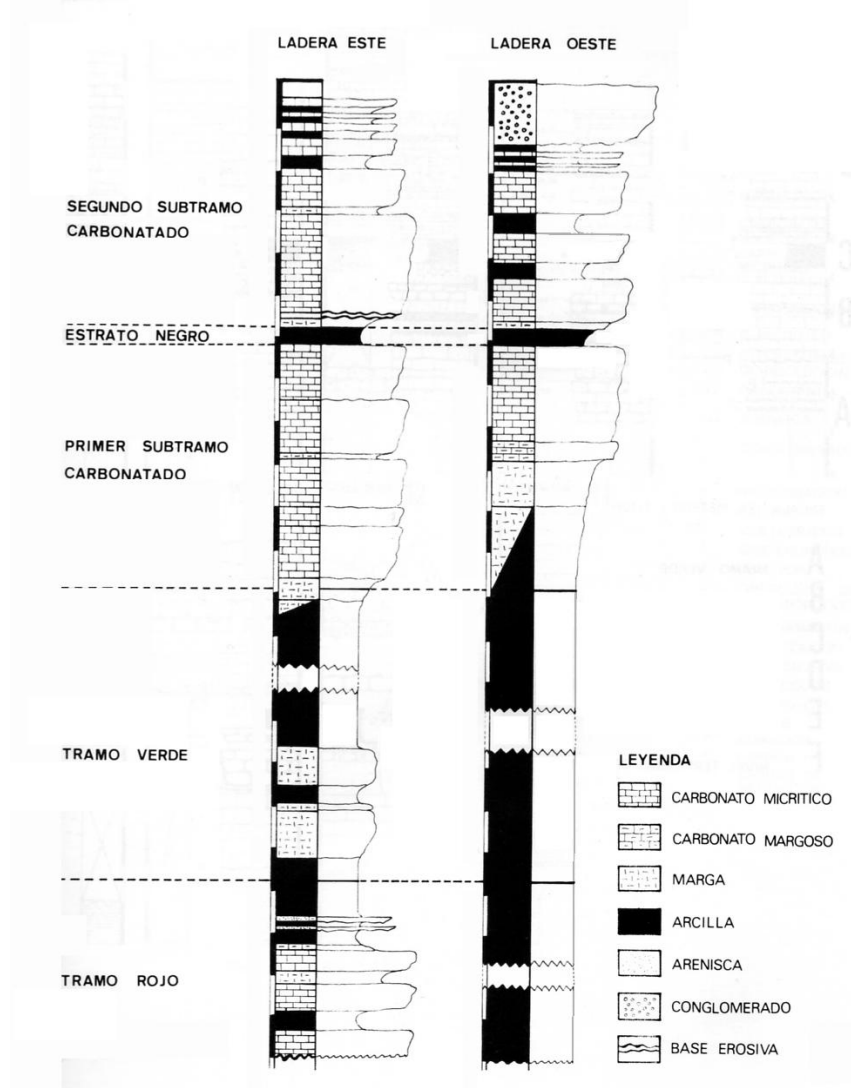 LADERA ESTE
LADERA OESTE
SEGUNDO SUBTRAMO
CARBONATADO
ESTRATO NEGRO
PRIMER SUBTRAMO
CARBONATADO
TRAMO VERDE
TRAMO ROJO
LEYENDA
CARBONATO MICRITICO
CARBONATO MARGOSO
MARGA
ARCILLA
ARENISCA
CONGLOMERADO
BASE EROSIVA